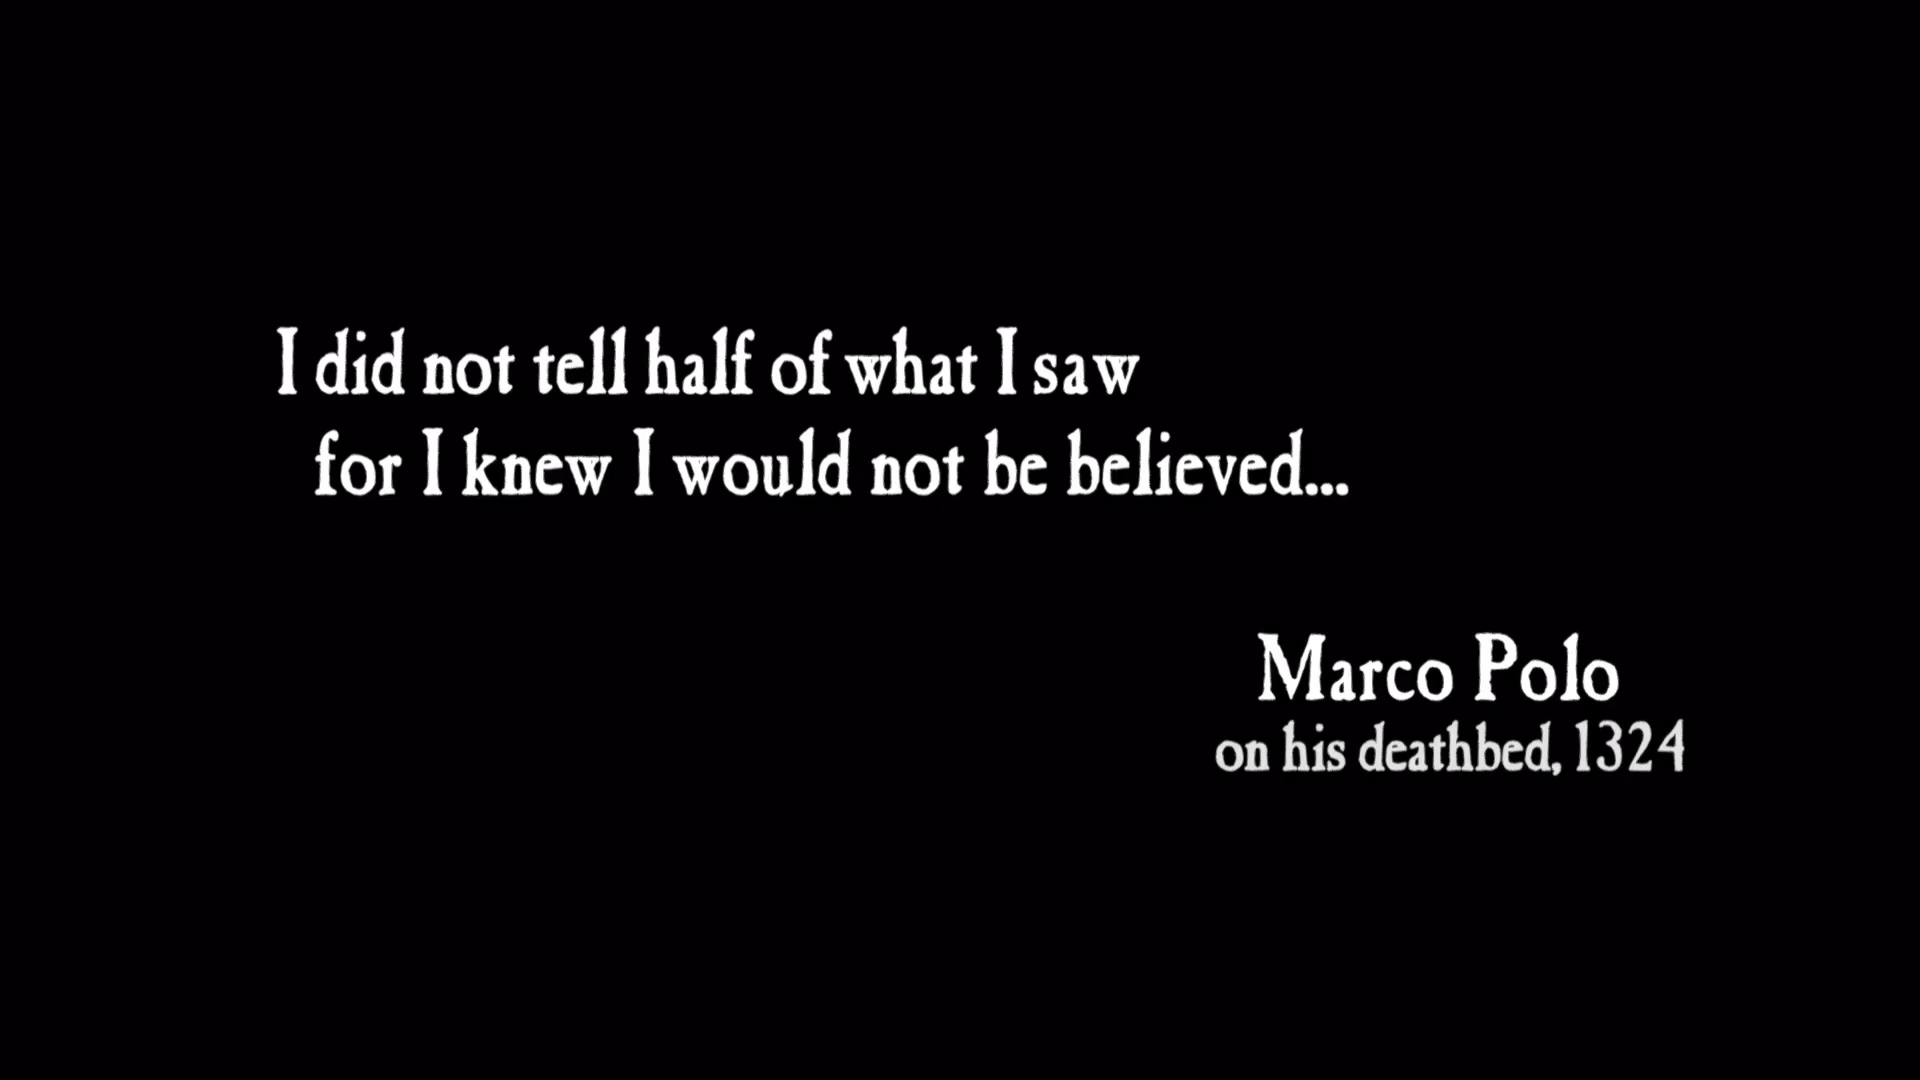 I did not tell half of what I saw
for I knew I would not be believed...
Marco Polo
on his deathbed, 1324